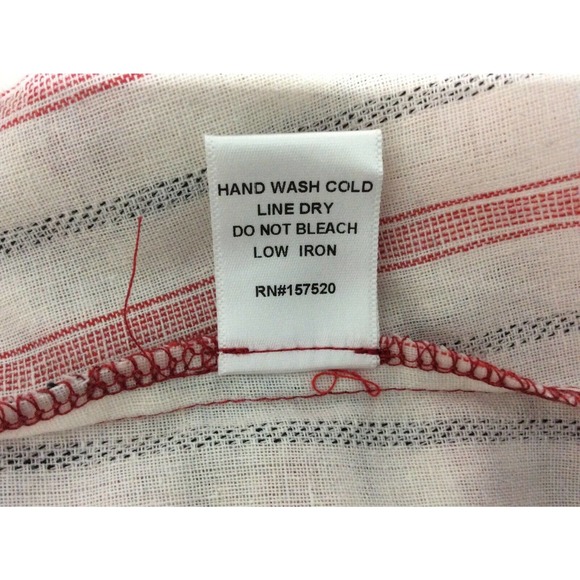 HAND WASH COLD
LINE DRY
DO NOT BLEACH
LOW IRON
RN#157520